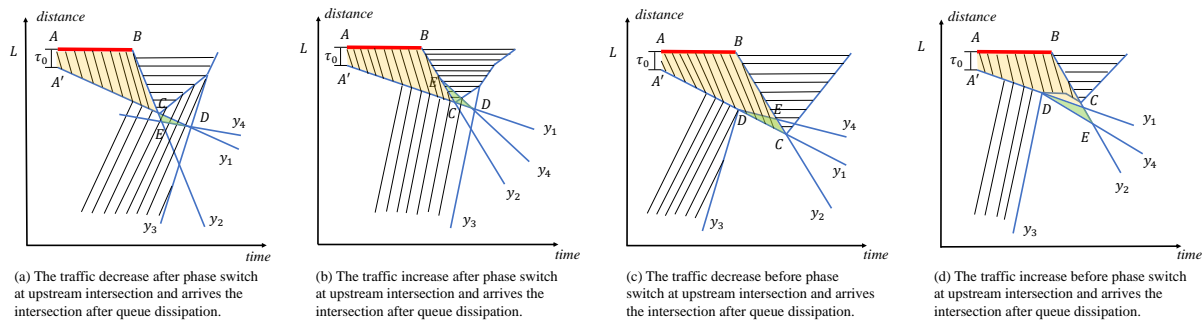 distance
L
A
B
τ₀
A′
C
E
D
y₄
y₁
y₃
y₂
time
(a) The traffic decrease after phase switch
at upstream intersection and arrives the
intersection after queue dissipation.
distance
L
A
B
τ₀
A′
E
C
D
y₁
y₄
y₂
y₃
time
(b) The traffic increase after phase switch
at upstream intersection and arrives the
intersection after queue dissipation.
distance
L
A
B
τ₀
A′
D
E
C
y₄
y₁
y₂
y₃
time
(c) The traffic decrease before phase
switch at upstream intersection and arrives
the intersection after queue dissipation.
distance
L
A
B
τ₀
A′
D
C
E
y₁
y₄
y₂
y₃
time
(d) The traffic increase before phase switch
at upstream intersection and arrives the
intersection after queue dissipation.